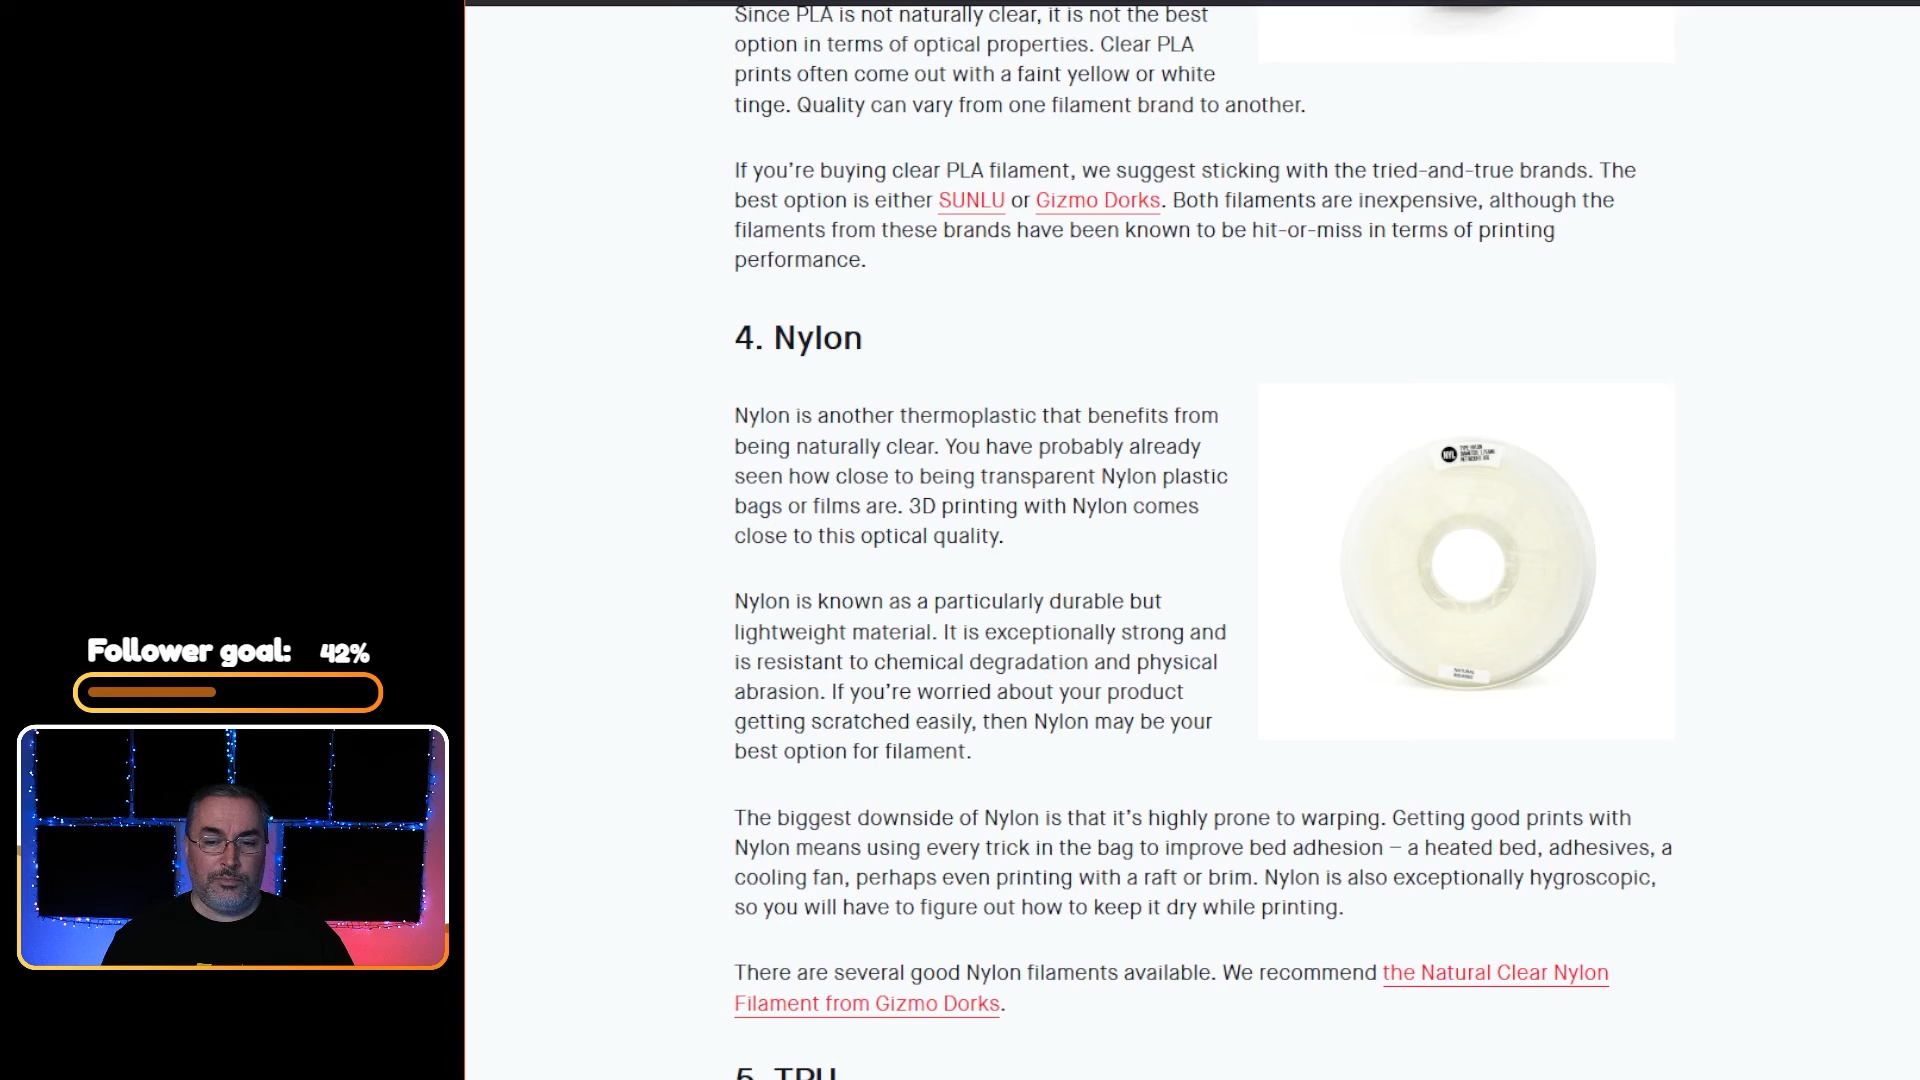 Since PLA is not naturally clear, it is not the best
option in terms of optical properties. Clear PLA
prints often come out with a faint yellow or white
tinge. Quality can vary from one filament brand to another.
If you’re buying clear PLA filament, we suggest sticking with the tried-and-true brands. The
best option is either SUNLU or Gizmo Dorks. Both filaments are inexpensive, although the
filaments from these brands have been known to be hit-or-miss in terms of printing
performance.
4. Nylon
Nylon is another thermoplastic that benefits from
being naturally clear. You have probably already
seen how close to being transparent Nylon plastic
bags or films are. 3D printing with Nylon comes
close to this optical quality.
Nylon is known as a particularly durable but
lightweight material. It is exceptionally strong and
is resistant to chemical degradation and physical
abrasion. If you’re worried about your product
getting scratched easily, then Nylon may be your
best option for filament.
NYL
The biggest downside of Nylon is that it’s highly prone to warping. Getting good prints with
Nylon means using every trick in the bag to improve bed adhesion – a heated bed, adhesives, a
cooling fan, perhaps even printing with a raft or brim. Nylon is also exceptionally hygroscopic,
so you will have to figure out how to keep it dry while printing.
There are several good Nylon filaments available. We recommend the Natural Clear Nylon
Filament from Gizmo Dorks.
5. TPU
Follower goal: 42%